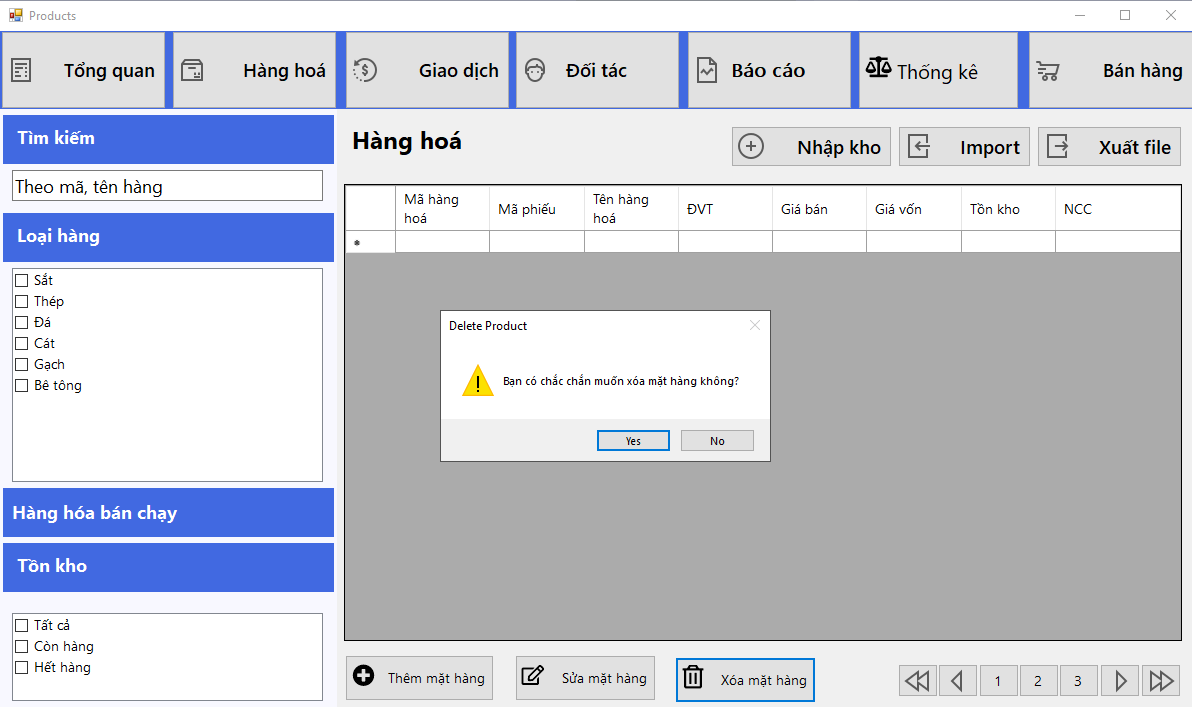 Products
Tổng quan
Hàng hoá
Giao dịch
Đối tác
Báo cáo
Thống kê
Bán hàng
Tìm kiếm
Theo mã, tên hàng
Loại hàng
Sắt
Thép
Đá
Cát
Gạch
Bê tông
Hàng hóa bán chạy
Tồn kho
Tất cả
Còn hàng
Hết hàng
Hàng hoá
Nhập kho
Import
Xuất file
Mã hàng
hoá
Mã phiếu
Tên hàng
hoá
ĐVT
Giá bán
Giá vốn
Tồn kho
NCC
Delete Product
Bạn có chắc chắn muốn xóa mặt hàng không?
Yes
No
Thêm mặt hàng
Sửa mặt hàng
Xóa mặt hàng
1
2
3